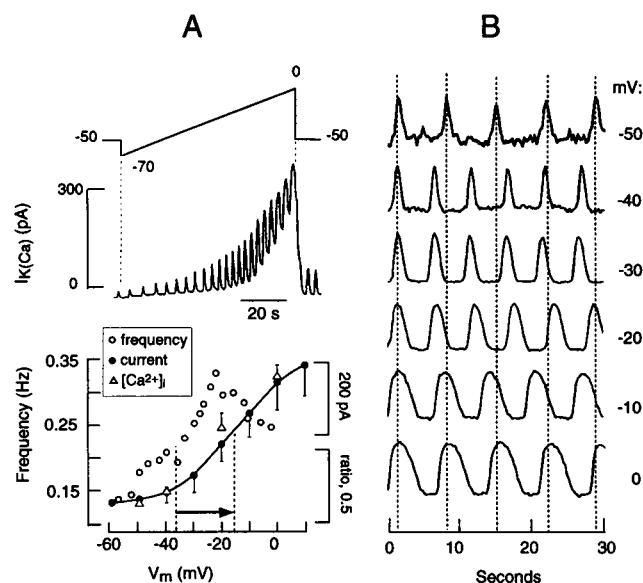 A
B
0
-50
-50
-70
300
0
I K(Ca) (pA)
20 s
frequency
current
[Ca2+]i
0.35
0.25
0.15
Frequency (Hz)
200 pA
ratio, 0.5
-60
-40
-20
0
Vm (mV)
mV:
-50
-40
-30
-20
-10
0
0
10
20
30
Seconds